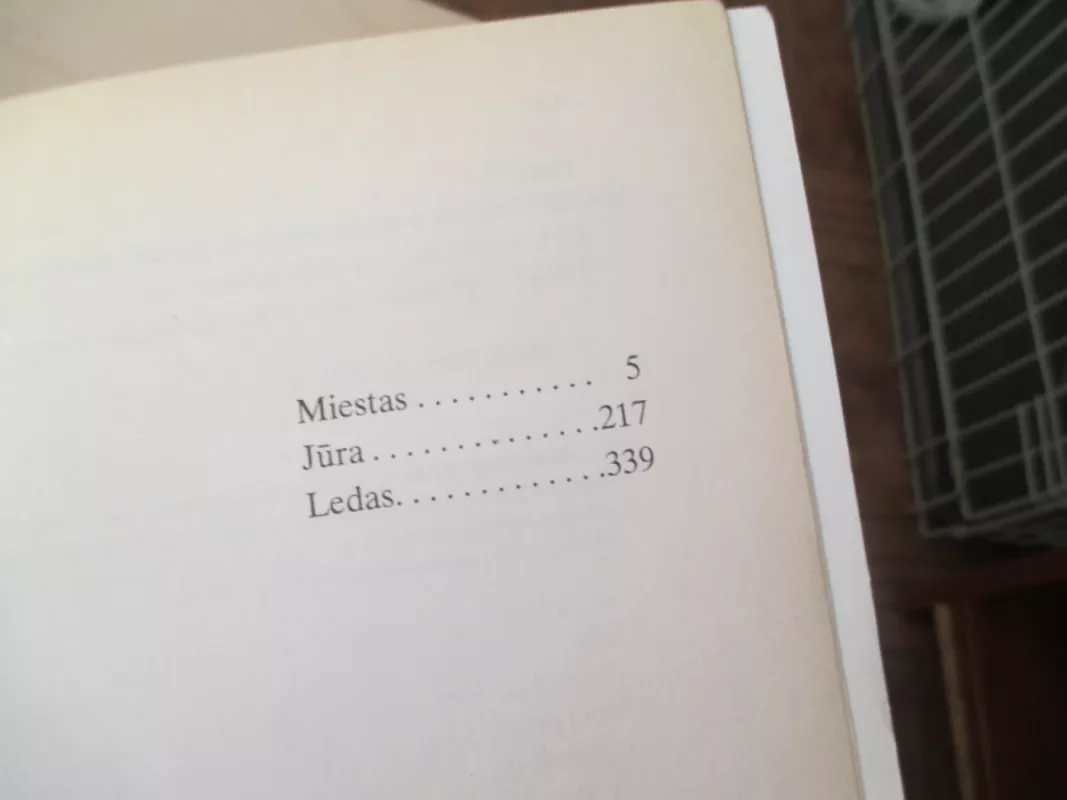 Miestas . . . . . . . . . . . 5
Jūra . . . . . . . . . . . . . .217
Ledas. . . . . . . . . . . . .339